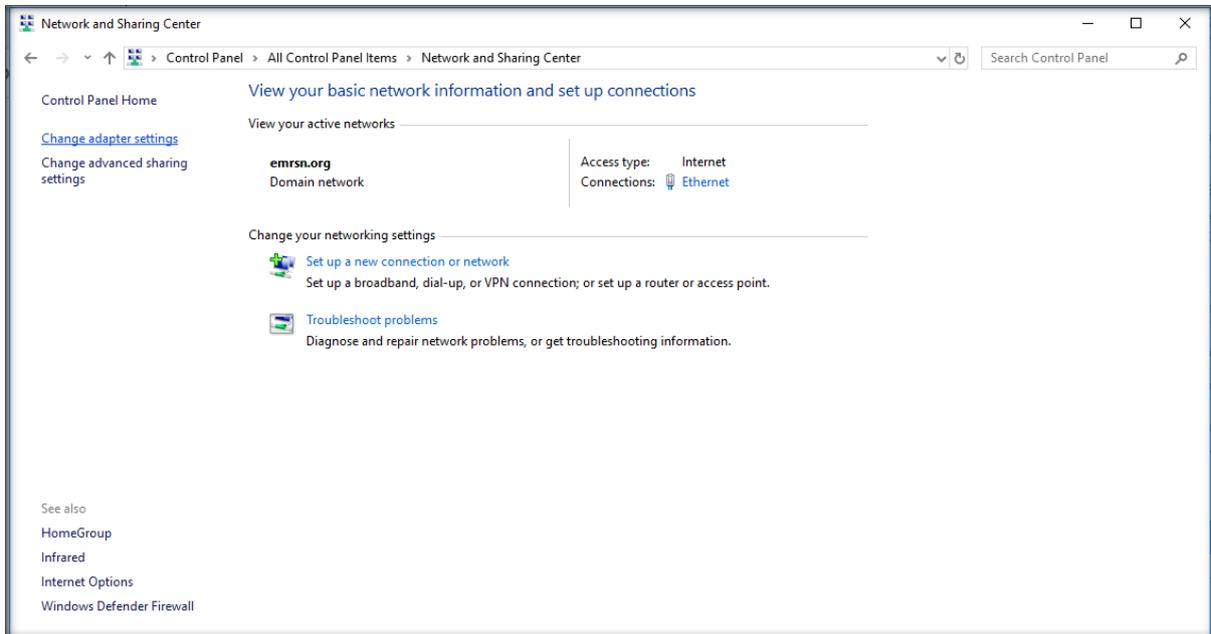 Network and Sharing Center
Control Panel > All Control Panel Items > Network and Sharing Center
Search Control Panel
Control Panel Home
Change adapter settings
Change advanced sharing
settings
View your basic network information and set up connections
View your active networks
emrsn.org
Domain network
Access type: Internet
Connections: Ethernet
Change your networking settings
Set up a new connection or network
Set up a broadband, dial-up, or VPN connection; or set up a router or access point.
Troubleshoot problems
Diagnose and repair network problems, or get troubleshooting information.
See also
HomeGroup
Infrared
Internet Options
Windows Defender Firewall